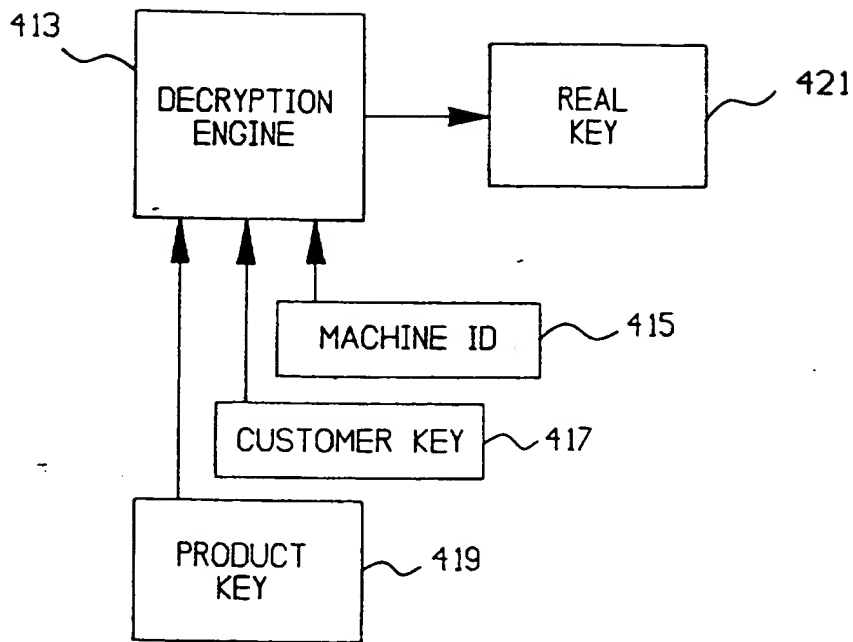 413
DECRYPTION
ENGINE
REAL
KEY
421
MACHINE ID
415
CUSTOMER KEY
417
PRODUCT
KEY
419